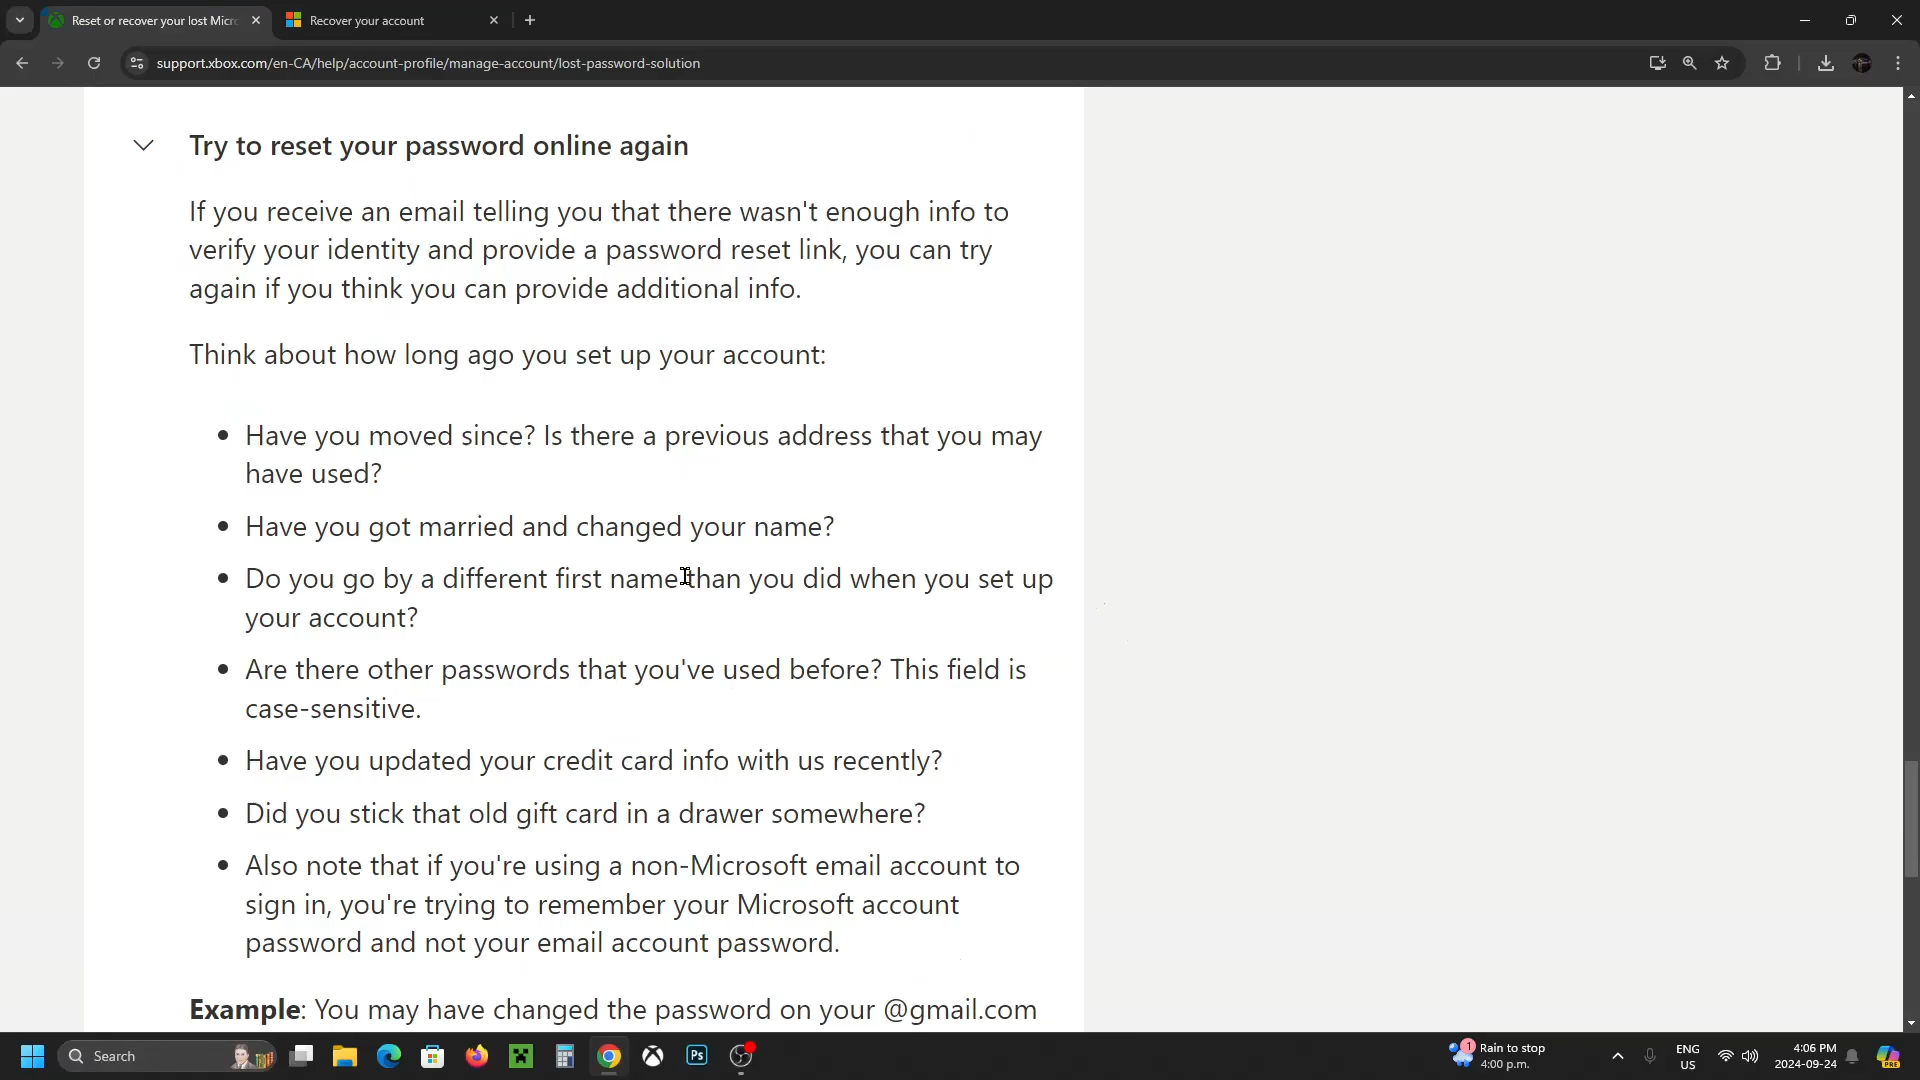 Reset or recover your lost Micro
Recover your account
support.xbox.com/en-CA/help/account-profile/manage-account/lost-password-solution
Try to reset your password online again
If you receive an email telling you that there wasn't enough info to
verify your identity and provide a password reset link, you can try
again if you think you can provide additional info.
Think about how long ago you set up your account:
• Have you moved since? Is there a previous address that you may
have used?
• Have you got married and changed your name?
• Do you go by a different first name than you did when you set up
your account?
• Are there other passwords that you've used before? This field is
case-sensitive.
• Have you updated your credit card info with us recently?
• Did you stick that old gift card in a drawer somewhere?
• Also note that if you're using a non-Microsoft email account to
sign in, you're trying to remember your Microsoft account
password and not your email account password.
Example: You may have changed the password on your @gmail.com
Search
Ps
1
Rain to stop
4:00 p.m.
ENG
US
4:06 PM
2024-09-24
PRE